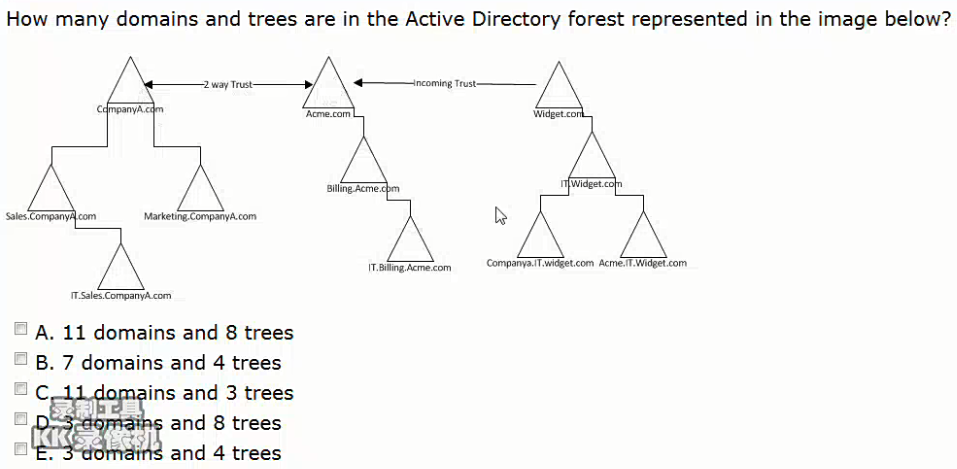 How many domains and trees are in the Active Directory forest represented in the image below?
2 way Trust
Incoming Trust
CompanyA.com
Acme.com
Widget.com
Billing.Acme.com
IT.Widget.com
Sales.CompanyA.com
Marketing.CompanyA.com
IT.Billing.Acme.com
Companya.IT.widget.com
Acme.IT.Widget.com
IT.Sales.CompanyA.com
A. 11 domains and 8 trees
B. 7 domains and 4 trees
C. 11 domains and 3 trees
录制工具
D. 3 domains and 8 trees
KK录像机
E. 3 domains and 4 trees